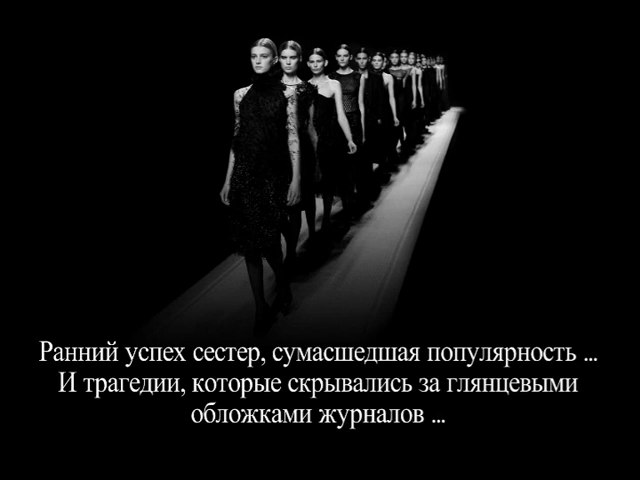 Ранний успех сестер, сумасшедшая популярность ...
И трагедии, которые скрывались за глянцевыми
обложками журналов ...